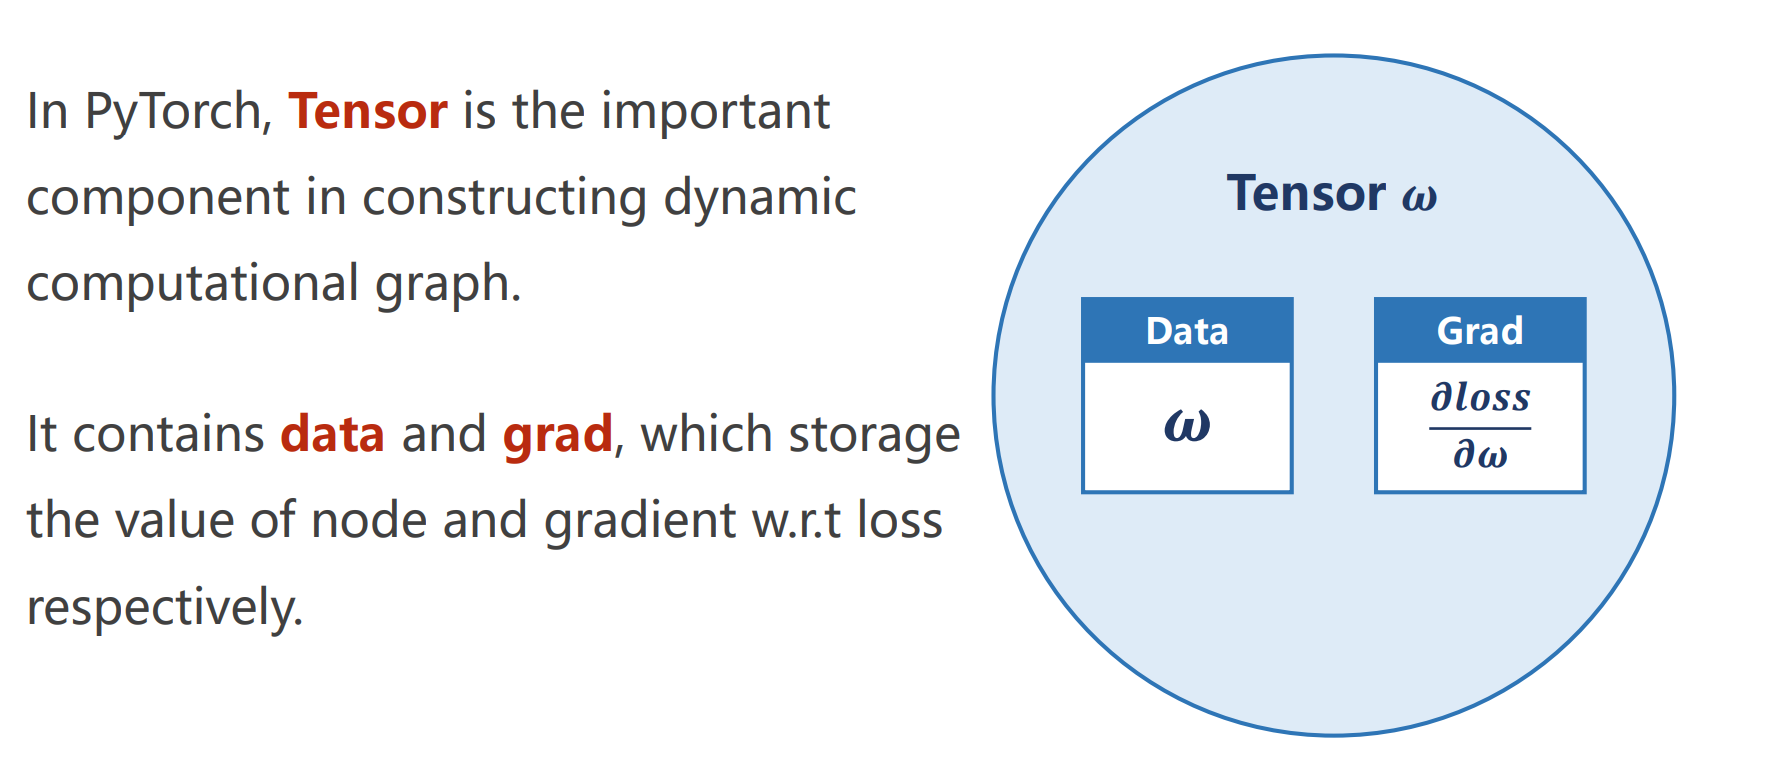 In PyTorch, Tensor is the important
component in constructing dynamic
computational graph.
It contains data and grad, which storage
the value of node and gradient w.r.t loss
respectively.
Tensor ω
Data
ω
Grad
∂loss
∂ω